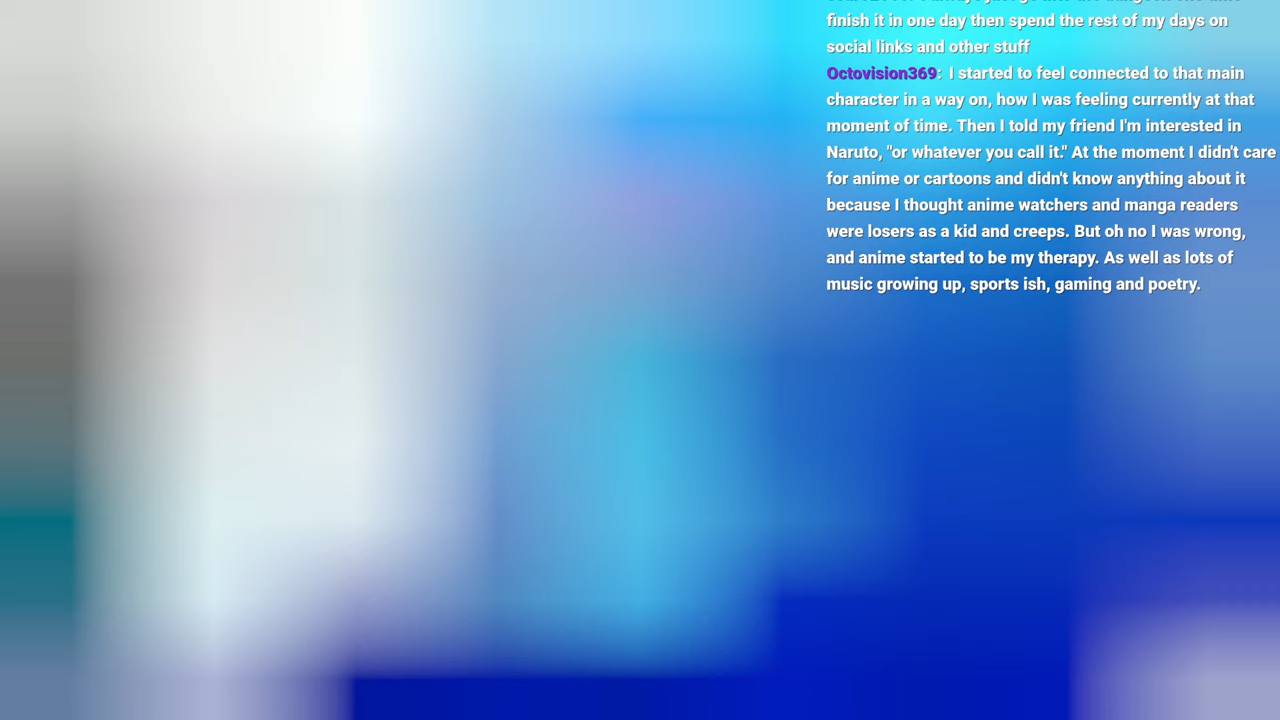 finish it in one day then spend the rest of my days on
social links and other stuff
Octovision369: I started to feel connected to that main
character in a way on, how I was feeling currently at that
moment of time. Then I told my friend I'm interested in
Naruto, "or whatever you call it." At the moment I didn't care
for anime or cartoons and didn't know anything about it
because I thought anime watchers and manga readers
were losers as a kid and creeps. But oh no I was wrong,
and anime started to be my therapy. As well as lots of
music growing up, sports ish, gaming and poetry.